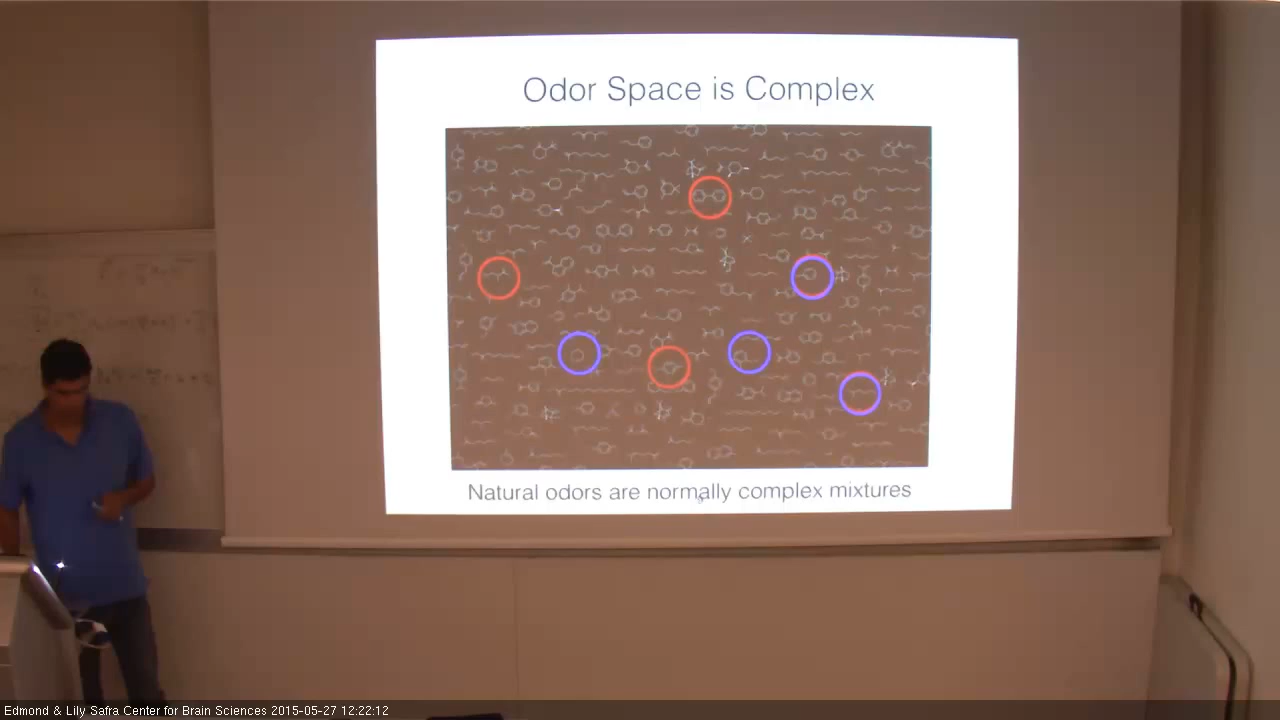 Odor Space is Complex
Natural odors are normally complex mixtures
Edmond & Lily Safra Center for Brain Sciences 2015-05-27 12:22:12